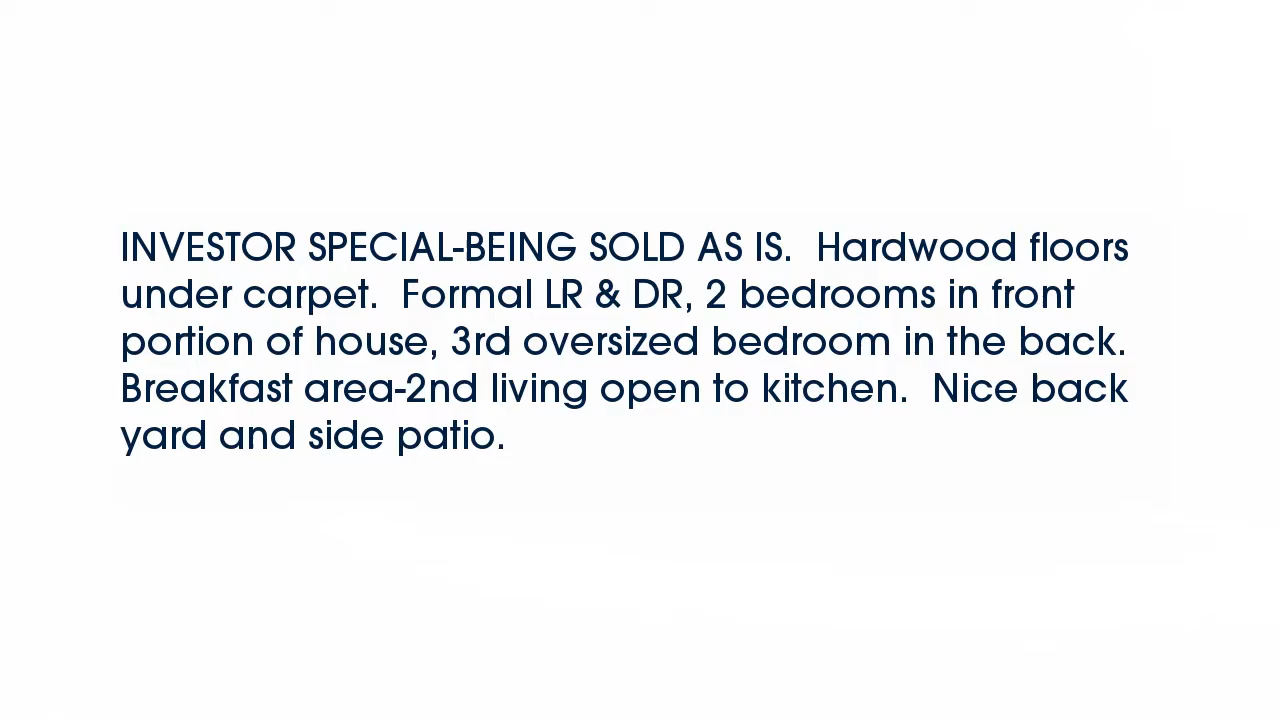 INVESTOR SPECIAL-BEING SOLD AS IS.  Hardwood floors
under carpet.  Formal LR & DR, 2 bedrooms in front
portion of house, 3rd oversized bedroom in the back.
Breakfast area-2nd living open to kitchen.  Nice back
yard and side patio.